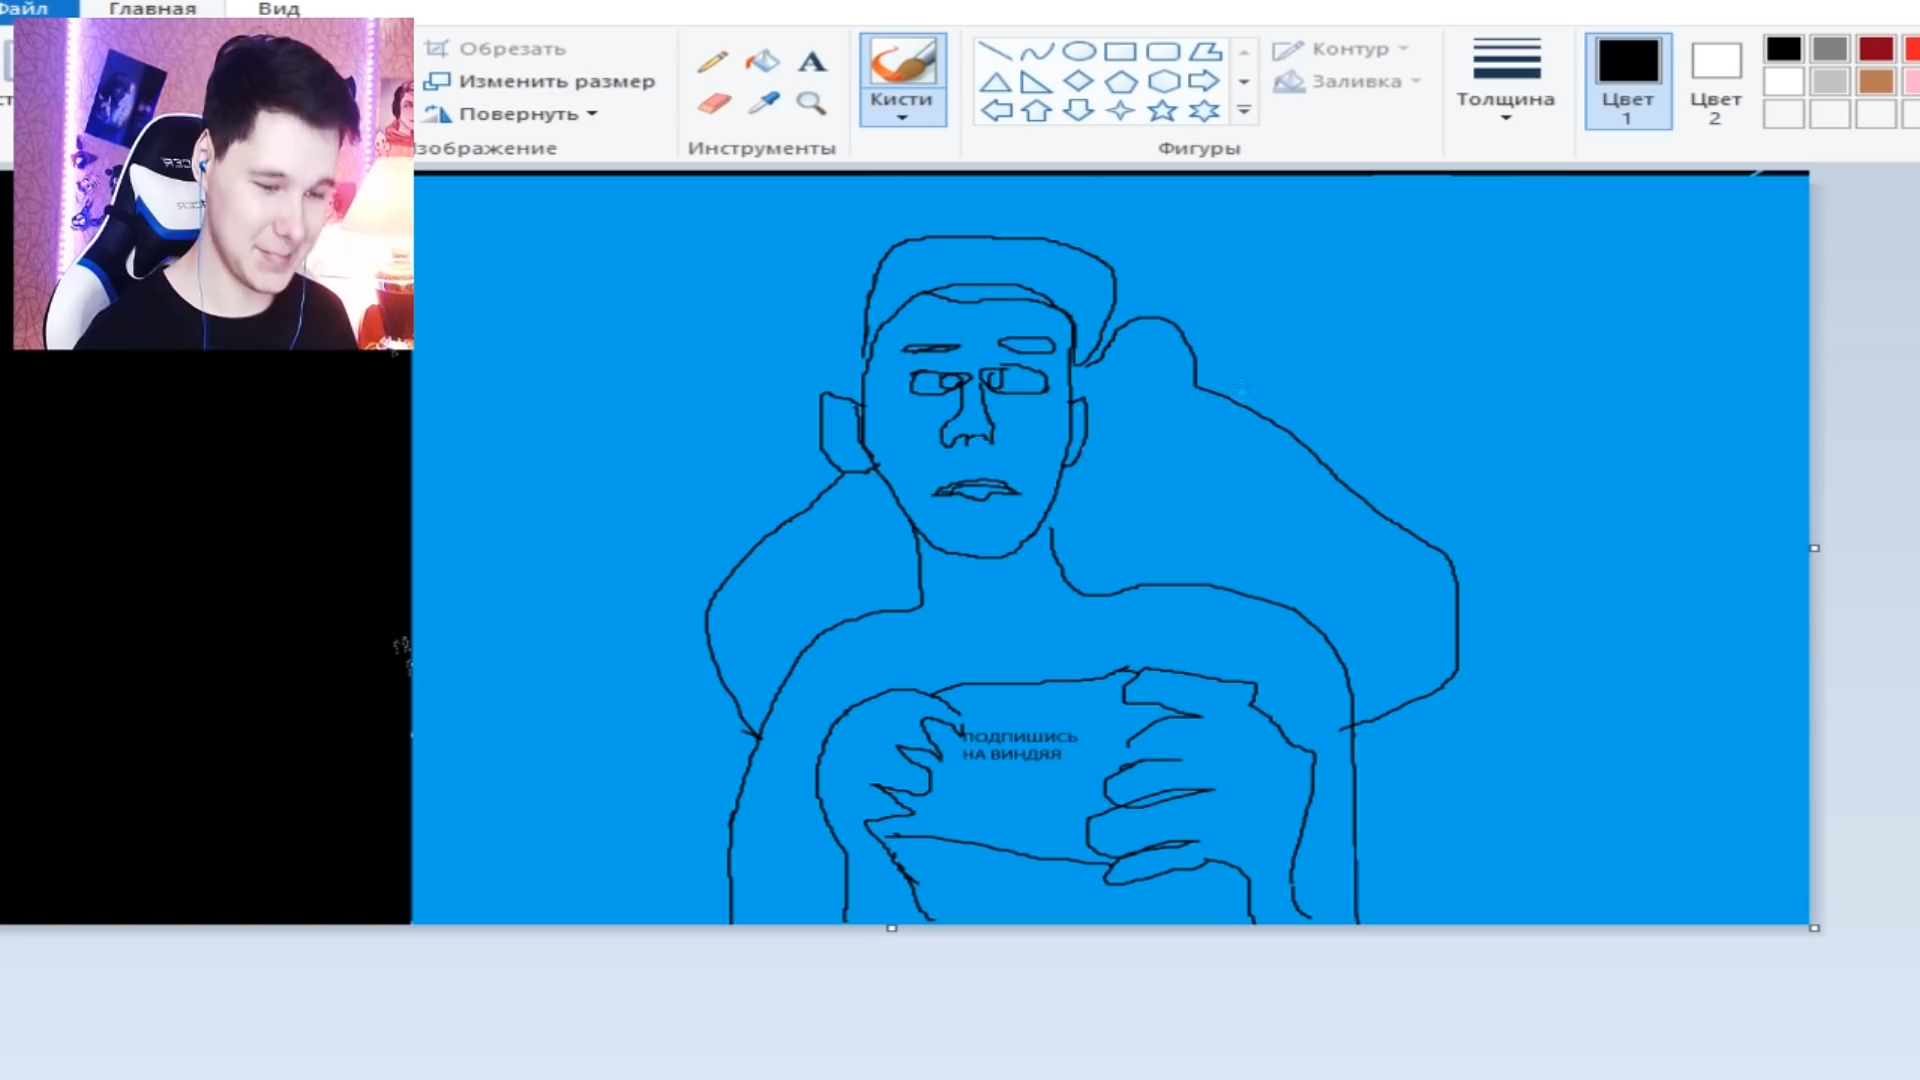 Файл Главная Вид
Обрезать
Изменить размер
Повернуть
зображение
Инструменты
Кисти
Фигуры
Контур
Заливка
Толщина
Цвет
1
Цвет
2
ПОДПИШИСЬ
НА ВИНДЯЯ